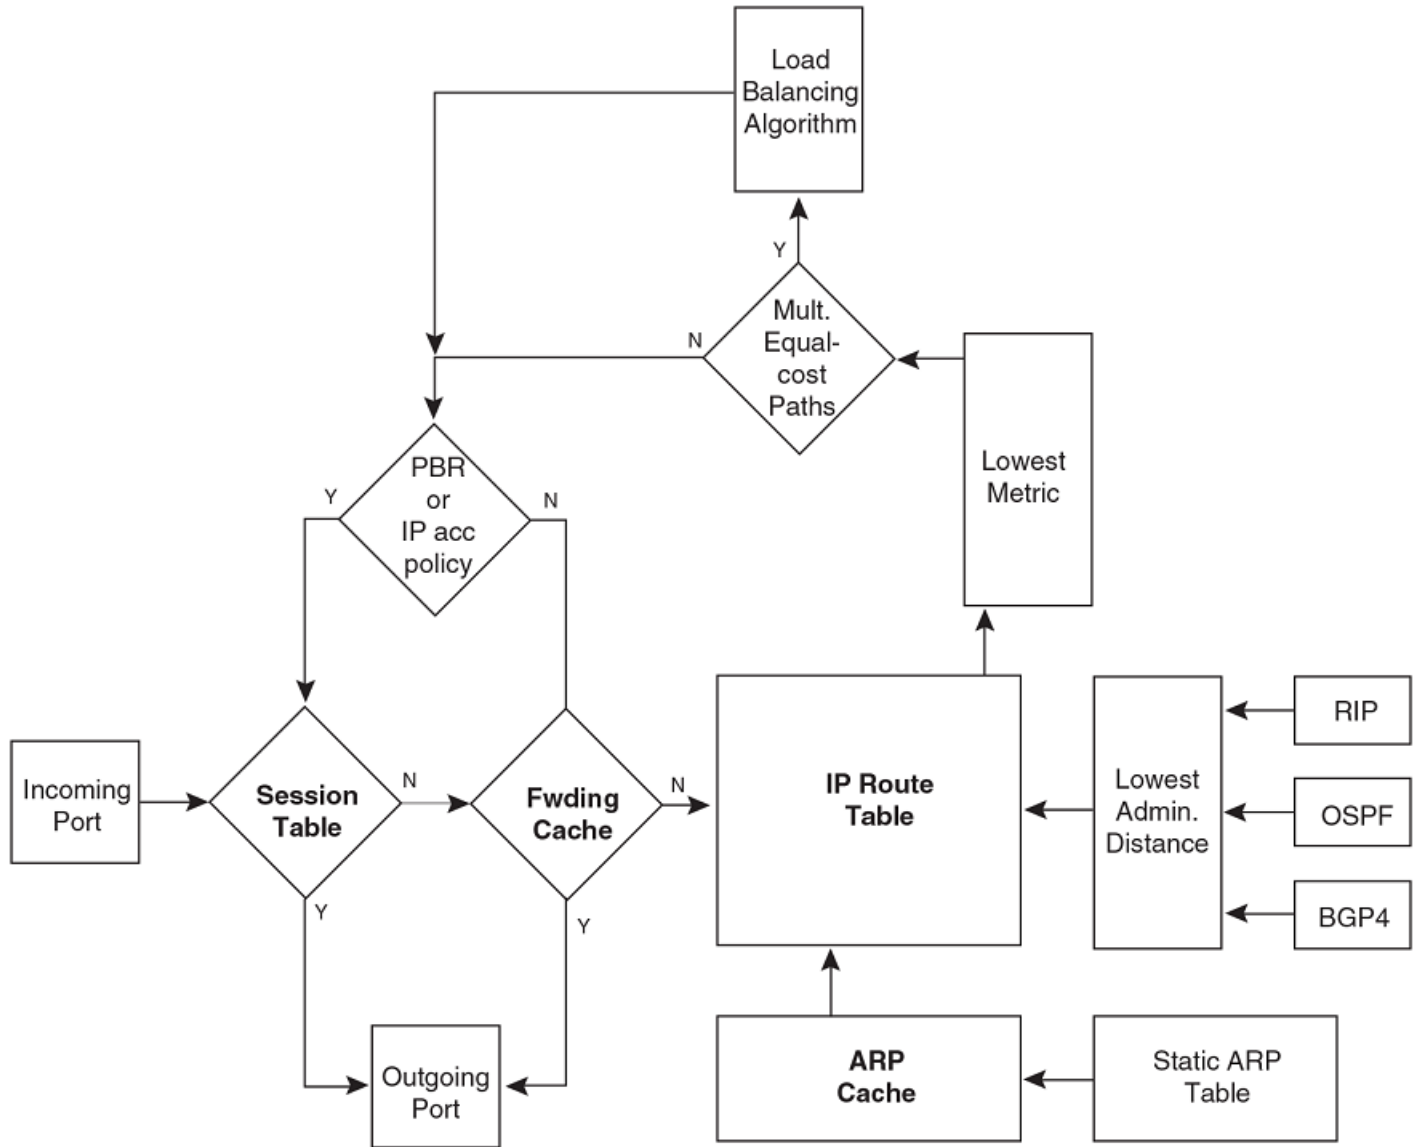 Load
Balancing
Algorithm
Y
Mult.
Equal-
cost
Paths
N
Lowest
Metric
PBR
or
IP acc
policy
Y
N
Incoming
Port
Session
Table
N
Y
Fwding
Cache
N
Y
IP Route
Table
Lowest
Admin.
Distance
RIP
OSPF
BGP4
Outgoing
Port
ARP
Cache
Static ARP
Table